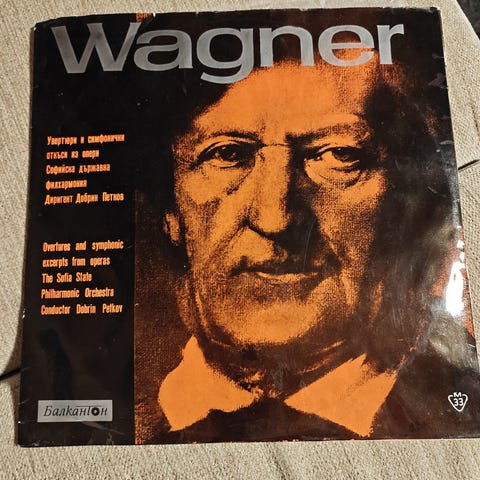 Wagner
Увертюри и симфонични
откъси из опери
Софийска държавна
филхармония
Диригент Добрин Петков
Overtures and symphonic
excerpts from operas
The Sofia State
Philharmonic Orchestra
Conductor Dobrin Petkov
Балкантон
M
33